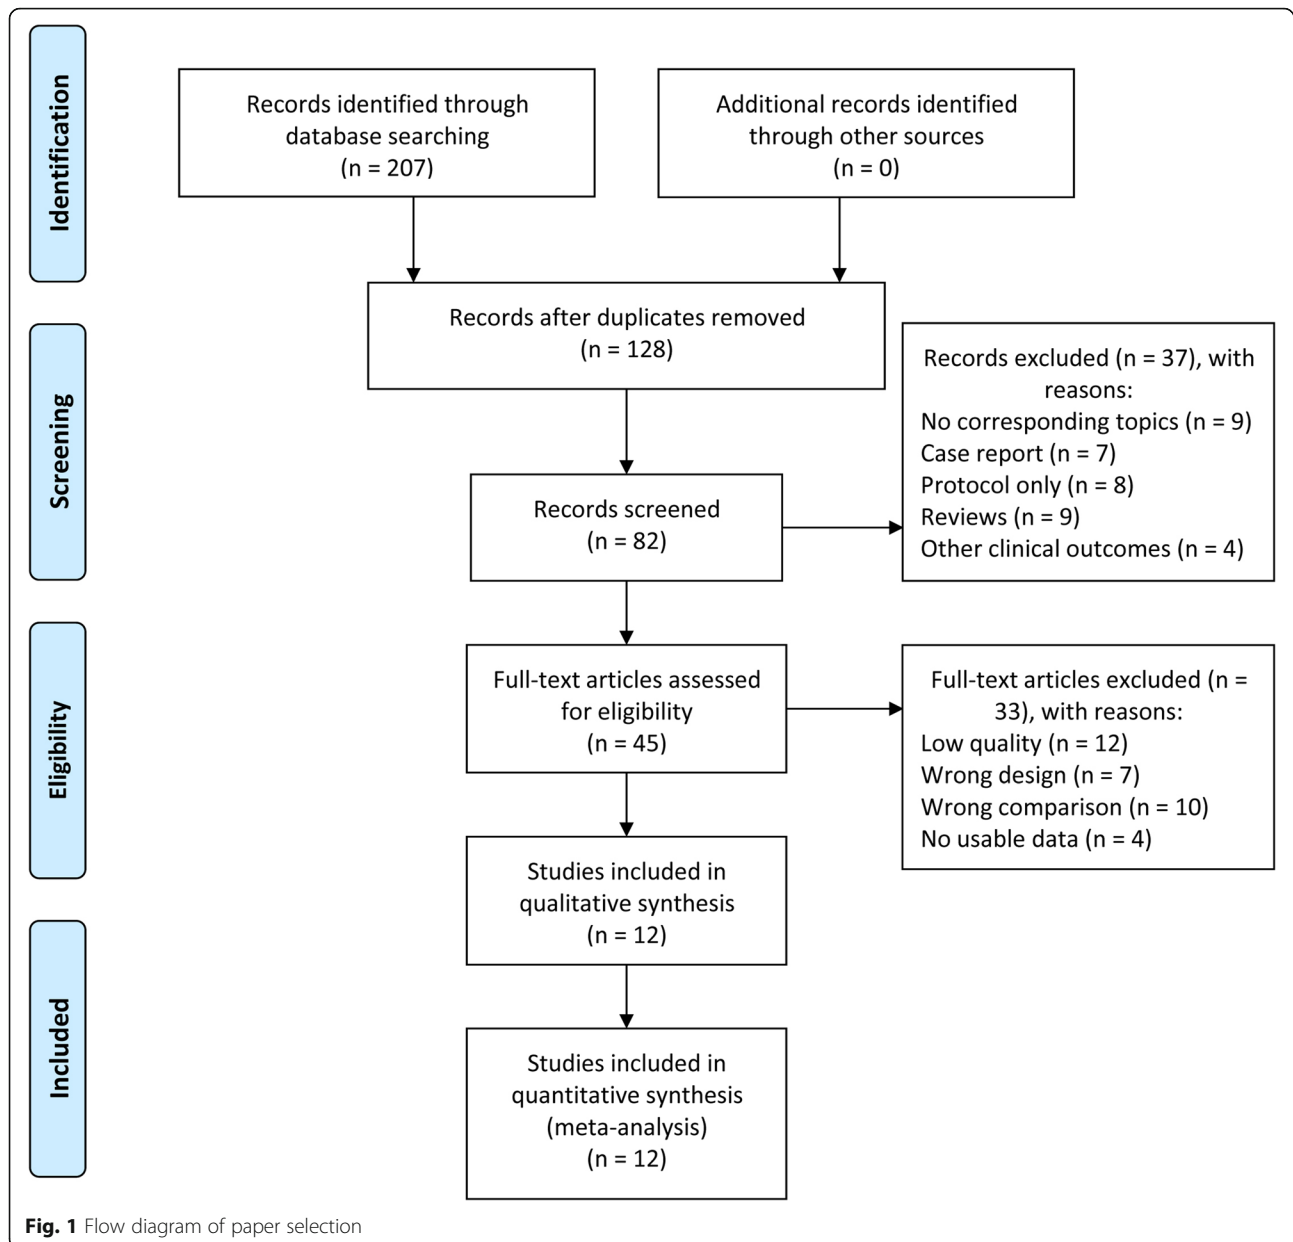 Identification
Records identified through
database searching
(n = 207)
Additional records identified
through other sources
(n = 0)
Records after duplicates removed
(n = 128)
Screening
Records screened
(n = 82)
Records excluded (n = 37), with
reasons:
No corresponding topics (n = 9)
Case report (n = 7)
Protocol only (n = 8)
Reviews (n = 9)
Other clinical outcomes (n = 4)
Eligibility
Full-text articles assessed
for eligibility
(n = 45)
Full-text articles excluded (n =
33), with reasons:
Low quality (n = 12)
Wrong design (n = 7)
Wrong comparison (n = 10)
No usable data (n = 4)
Studies included in
qualitative synthesis
(n = 12)
Included
Studies included in
quantitative synthesis
(meta-analysis)
(n = 12)
Fig. 1 Flow diagram of paper selection